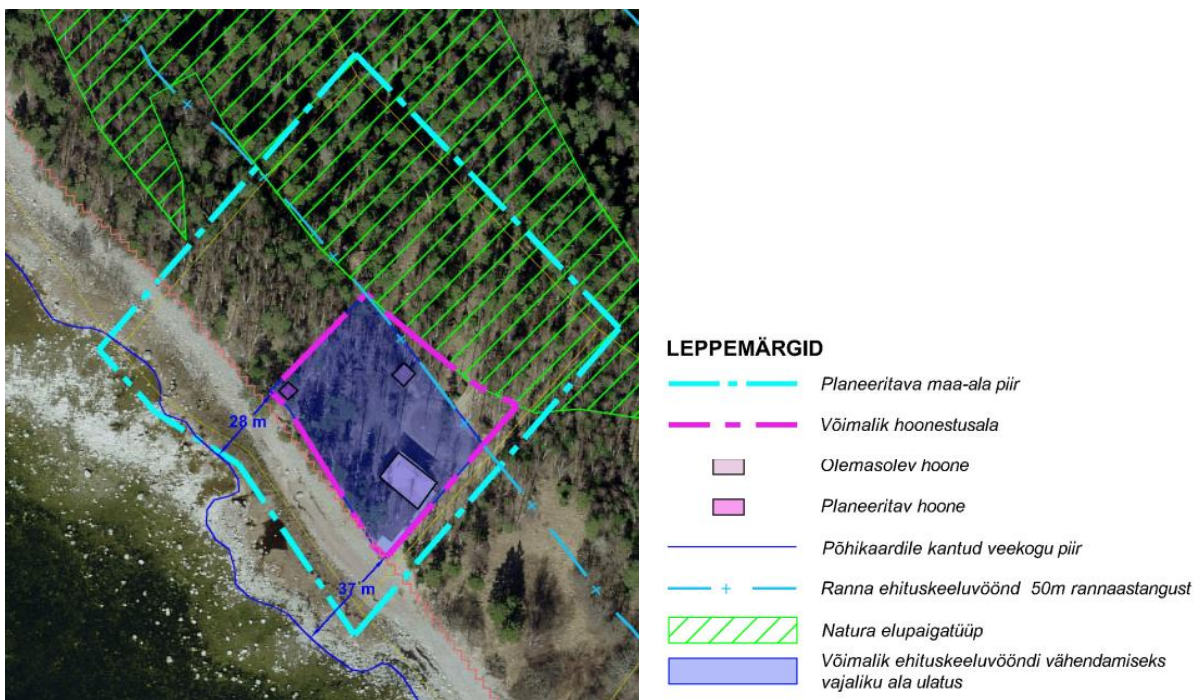 28 m
37 m
LEPPEMÄRGID
Planeeritava maa-ala piir
Võimalik hoonestusala
Olemasolev hoone
Planeeritav hoone
Põhikaardile kantud veekogu piir
Ranna ehituskeeluvöönd 50m rannaastangust
Natura elupaigatüüp
Võimalik ehituskeeluvööndi vähendamiseks
vajaliku ala ulatus